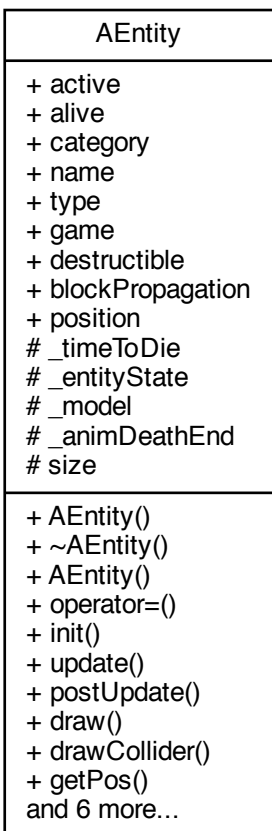 AEntity
+ active
+ alive
+ category
+ name
+ type
+ game
+ destructible
+ blockPropagation
+ position
# _timeToDie
# _entityState
# _model
# _animDeathEnd
# size
+ AEntity()
+ ~AEntity()
+ AEntity()
+ operator=()
+ init()
+ update()
+ postUpdate()
+ draw()
+ drawCollider()
+ getPos()
and 6 more...